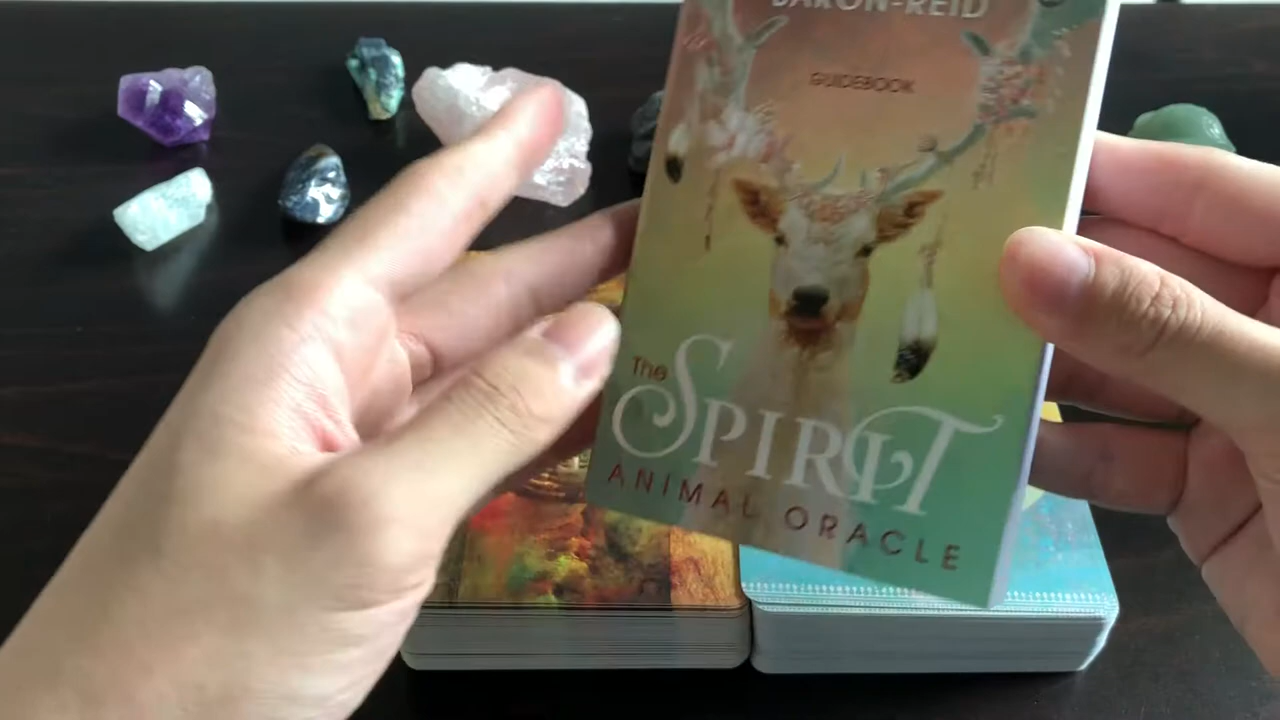 BARON-REID
GUIDEBOOK
The
SPIRIT
ANIMAL ORACLE